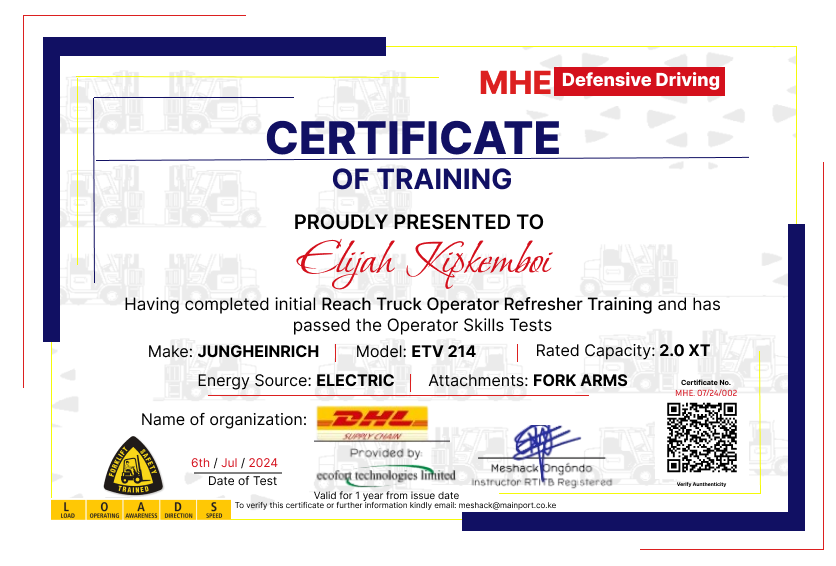 MHE Defensive Driving
CERTIFICATE
OF TRAINING
PROUDLY PRESENTED TO
Elijah Kipkemboi
Having completed initial Reach Truck Operator Refresher Training and has
passed the Operator Skills Tests
Make: JUNGHEINRICH | Model: ETV 214 | Rated Capacity: 2.0 XT
Energy Source: ELECTRIC | Attachments: FORK ARMS
Certificate No.
MHE. 07/24/002
Name of organization:
DHL
SUPPLY CHAIN
Provided by:
ecofort technologies limited
Valid for 1 year from issue date
FORKLIFT SAFETY
TRAINED
6th / Jul / 2024
Date of Test
Meshack Ongóndo
Instructor RTITB Registered
Verify Aunthenticity
L O A D S
LOAD OPERATING AWARENESS DIRECTION SPEED
To verify this certificate or further information kindly email: meshack@mainport.co.ke